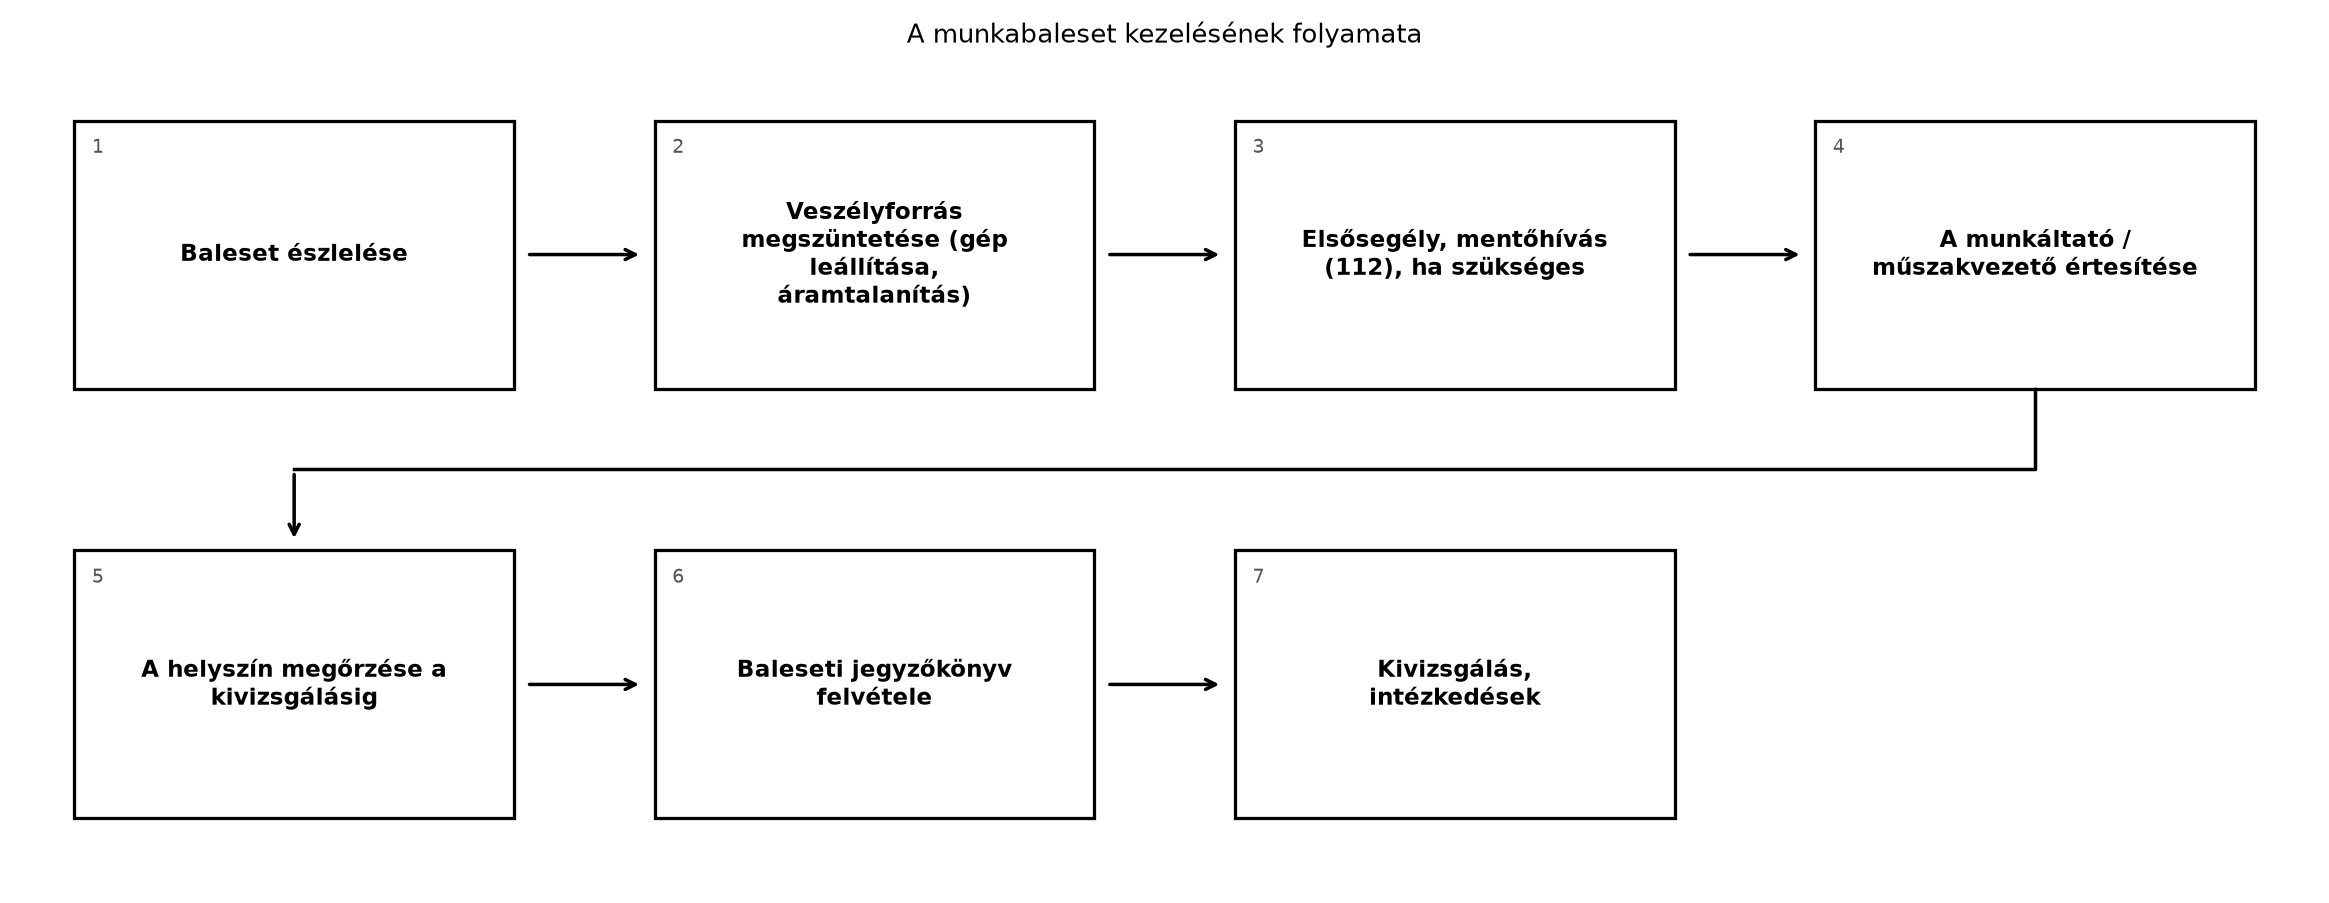 A munkabaleset kezelésének folyamata
1
Baleset észlelése
2
Veszélyforrás
megszüntetése (gép
leállítása,
áramtalanítás)
3
Elsősegély, mentőhívás
(112), ha szükséges
4
A munkáltató /
műszakvezető értesítése
5
A helyszín megőrzése a
kivizsgálásig
6
Baleseti jegyzőkönyv
felvétele
7
Kivizsgálás,
intézkedések